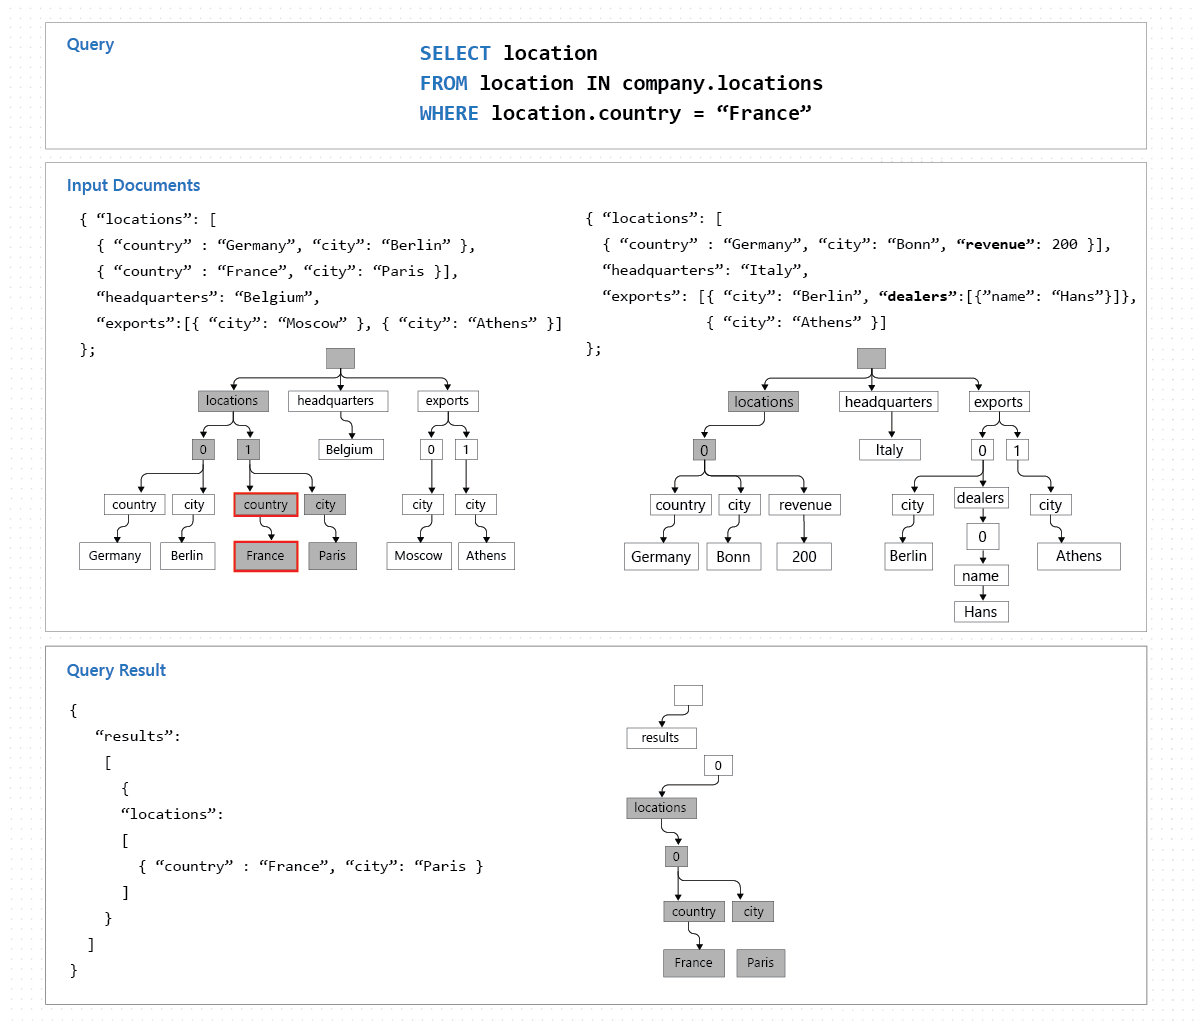 Query
SELECT location
FROM location IN company.locations
WHERE location.country = “France”
Input Documents
{ “locations”: [
{ “country” : “Germany”, “city”: “Berlin” },
{ “country” : “France”, “city”: “Paris }],
“headquarters”: “Belgium”,
“exports”:[{ “city”: “Moscow” }, { “city”: “Athens” }]
};
{ “locations”: [
{ “country” : “Germany”, “city”: “Bonn”, “revenue”: 200 }],
“headquarters”: “Italy”,
“exports”: [{ “city”: “Berlin”, “dealers”:[{”name”: “Hans”}]},
{ “city”: “Athens” }]
};
locations headquarters exports
0 1 Belgium 0 1
country city country city city city
Germany Berlin France Paris Moscow Athens
locations headquarters exports
0 Italy 0 1
country city revenue city dealers city
Germany Bonn 200 Berlin 0 Athens
name
Hans
Query Result
{
“results”:
[
{
“locations”:
[
{ “country” : “France”, “city”: “Paris }
]
}
]
}
results
0
locations
0
country city
France Paris